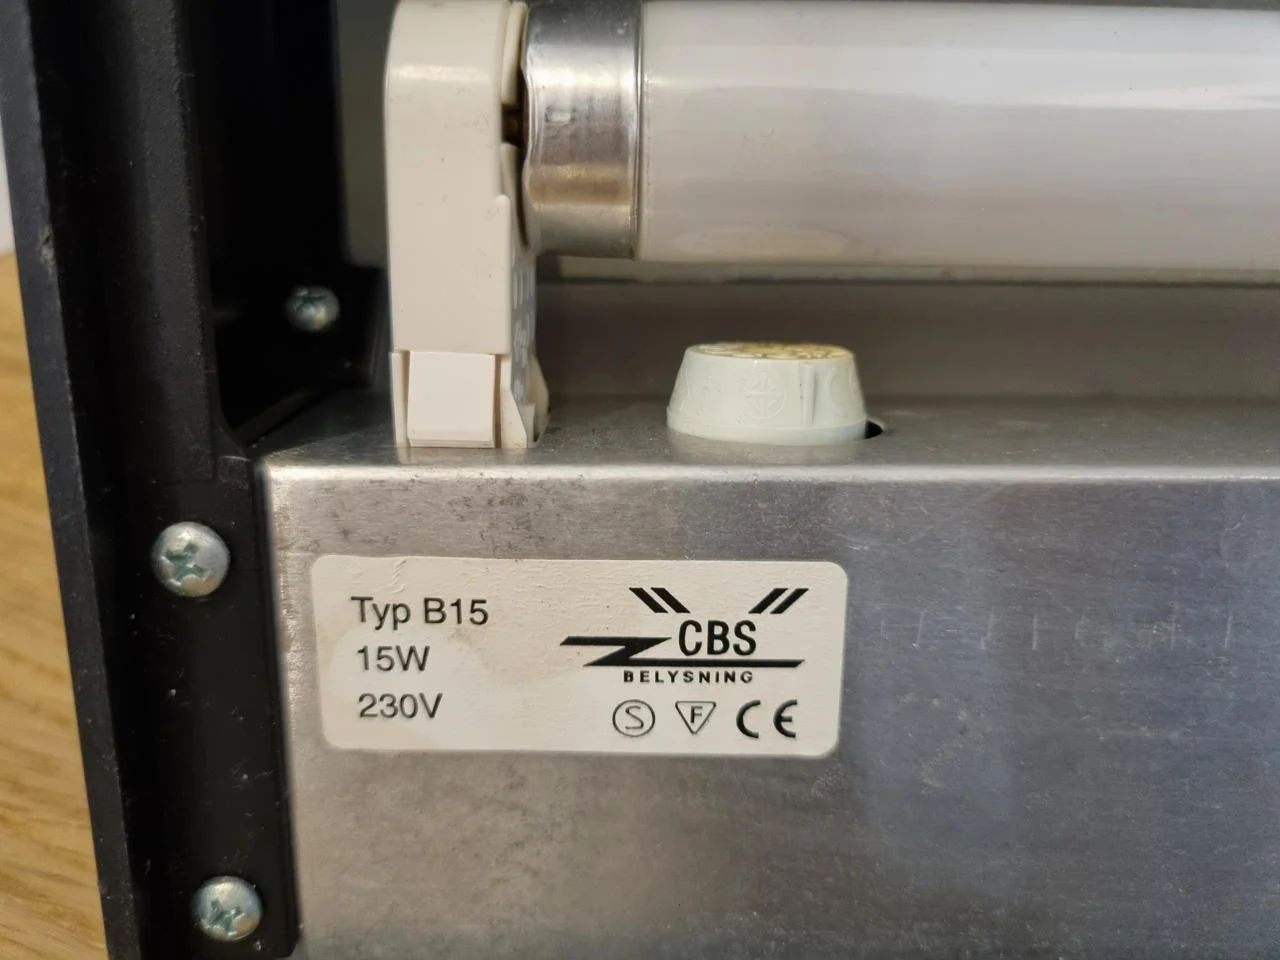 Typ B15
15W
230V
CBS
BELYSNING
S F CE